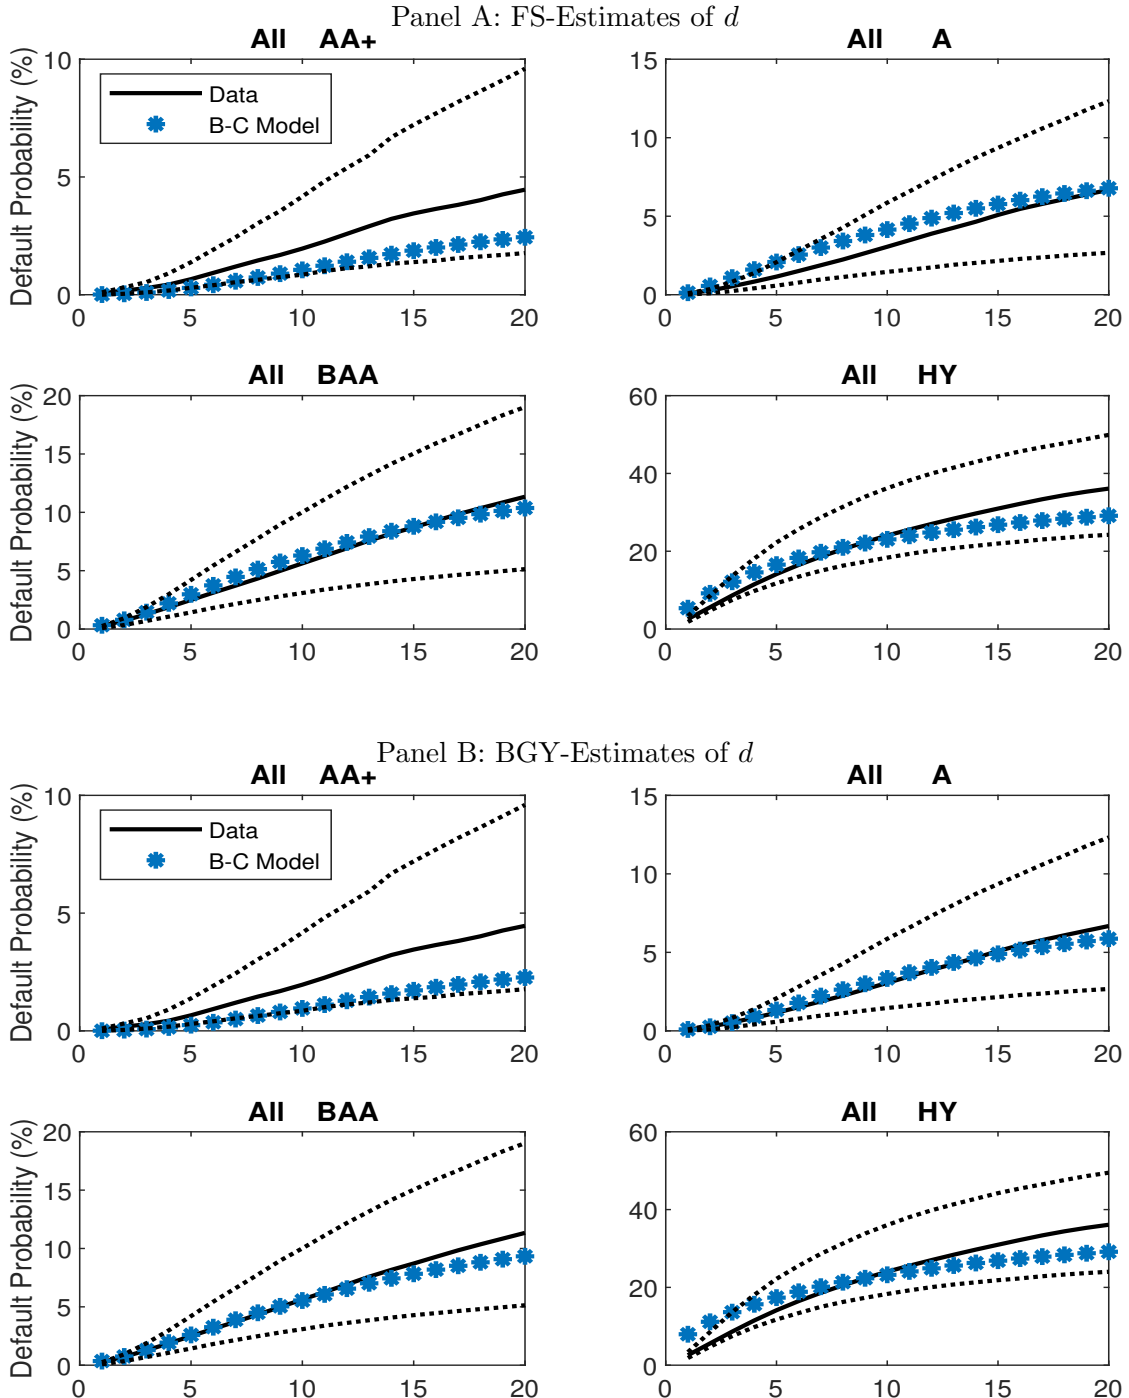 Panel A: FS-Estimates of d
All AA+
All A
Default Probability (%)
10
5
0
Data
B-C Model
0 5 10 15 20
15
10
5
0
0 5 10 15 20
All BAA
All HY
Default Probability (%)
20
15
10
5
0
0 5 10 15 20
60
40
20
0
0 5 10 15 20
Panel B: BGY-Estimates of d
All AA+
All A
Default Probability (%)
10
5
0
Data
B-C Model
0 5 10 15 20
15
10
5
0
0 5 10 15 20
All BAA
All HY
Default Probability (%)
20
15
10
5
0
0 5 10 15 20
60
40
20
0
0 5 10 15 20